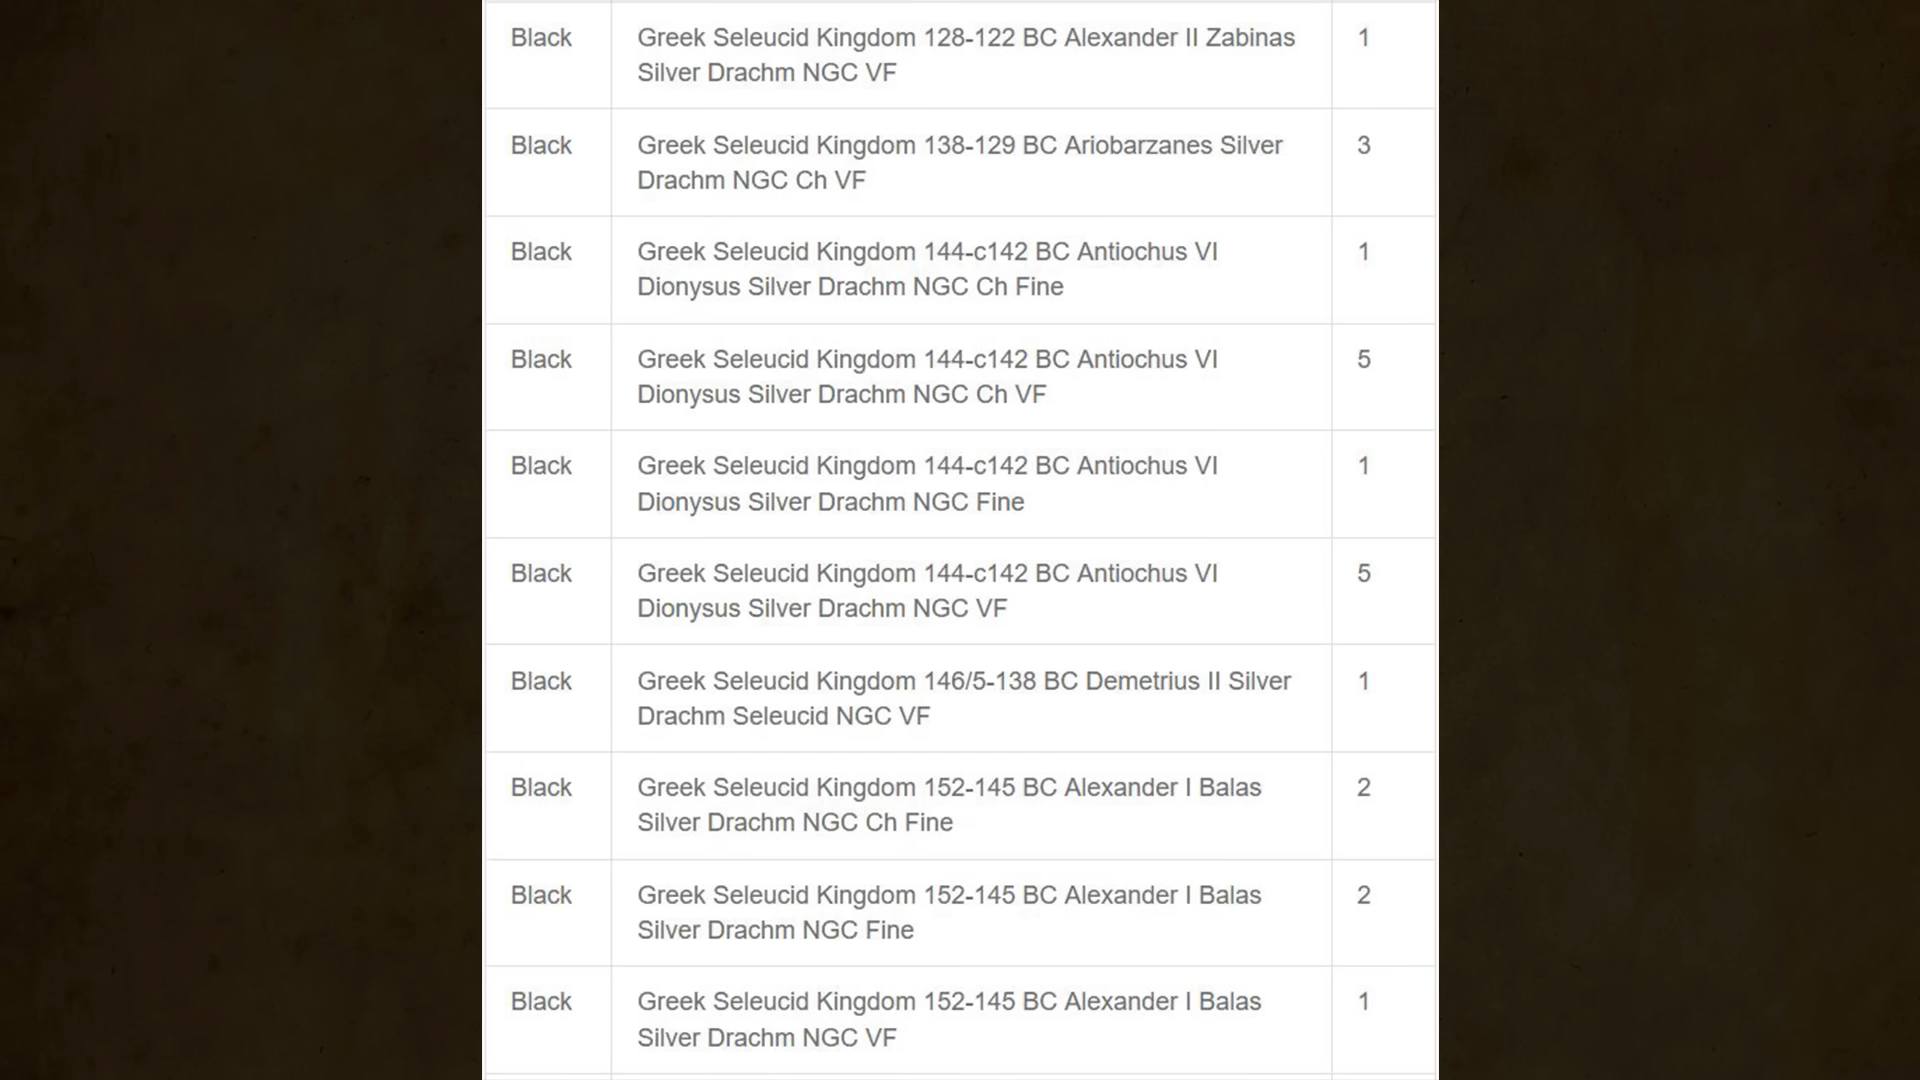 Black Greek Seleucid Kingdom 128-122 BC Alexander II Zabinas 1
Silver Drachm NGC VF
Black Greek Seleucid Kingdom 138-129 BC Ariobarzanes Silver 3
Drachm NGC Ch VF
Black Greek Seleucid Kingdom 144-c142 BC Antiochus VI 1
Dionysus Silver Drachm NGC Ch Fine
Black Greek Seleucid Kingdom 144-c142 BC Antiochus VI 5
Dionysus Silver Drachm NGC Ch VF
Black Greek Seleucid Kingdom 144-c142 BC Antiochus VI 1
Dionysus Silver Drachm NGC Fine
Black Greek Seleucid Kingdom 144-c142 BC Antiochus VI 5
Dionysus Silver Drachm NGC VF
Black Greek Seleucid Kingdom 146/5-138 BC Demetrius II Silver 1
Drachm Seleucid NGC VF
Black Greek Seleucid Kingdom 152-145 BC Alexander I Balas 2
Silver Drachm NGC Ch Fine
Black Greek Seleucid Kingdom 152-145 BC Alexander I Balas 2
Silver Drachm NGC Fine
Black Greek Seleucid Kingdom 152-145 BC Alexander I Balas 1
Silver Drachm NGC VF